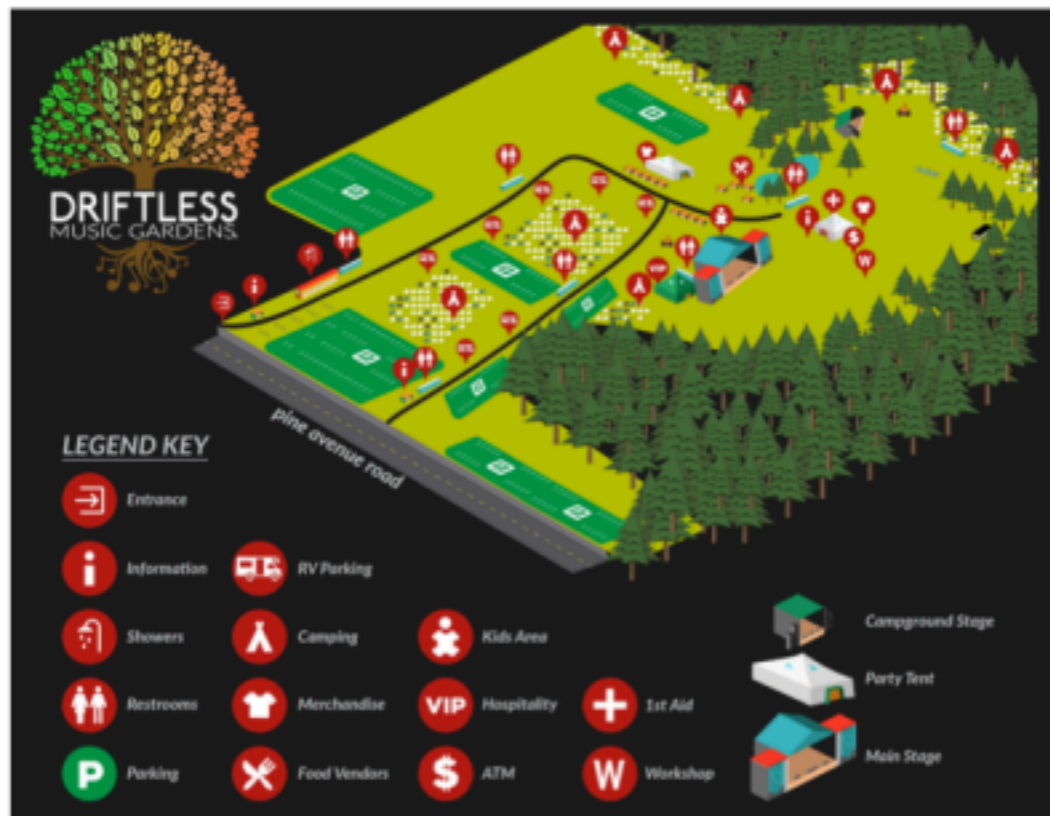 DRIFTLESS
MUSIC GARDENS
VIP
pine avenue road
LEGEND KEY
Entrance
Information
RV Parking
Showers
Camping
Kids Area
Restrooms
Merchandise
VIP Hospitality
1st Aid
P Parking
Food Vendors
$ ATM
W Workshop
Campground Stage
Party Tent
Main Stage